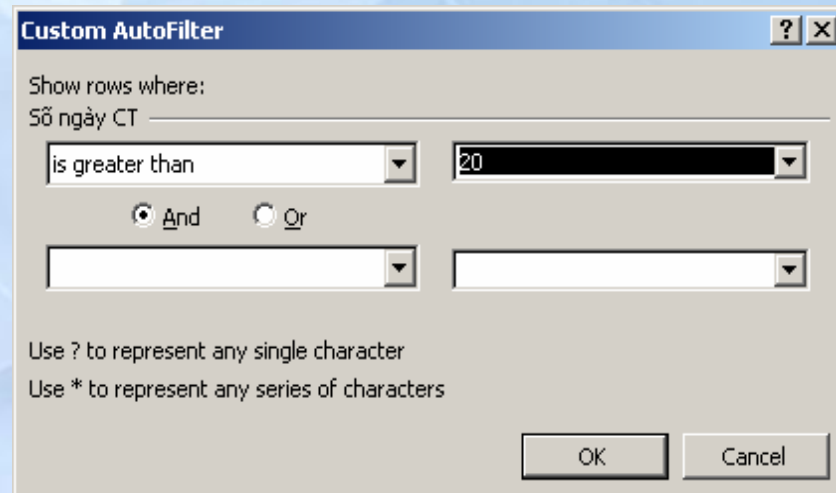 Custom AutoFilter
Show rows where:
Số ngày CT
is greater than 20
And Or
Use ? to represent any single character
Use * to represent any series of characters
OK Cancel